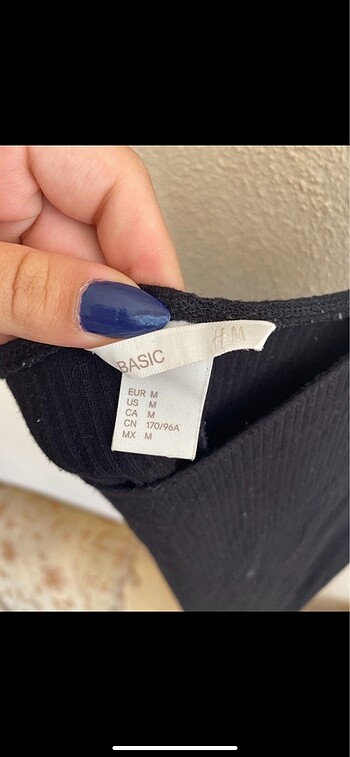 BASIC H&M
EUR M
US M
CA M
CN 170/96A
MX M